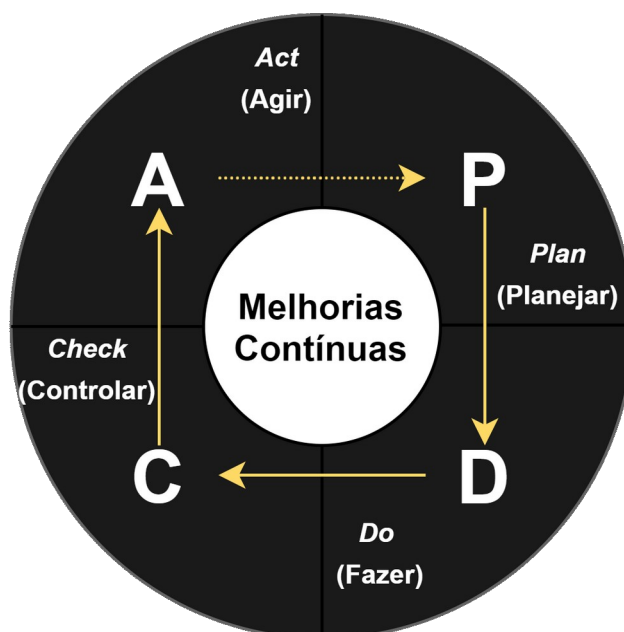 Act
(Agir)
A
P
Plan
(Planejar)
Melhorias
Contínuas
Check
(Controlar)
C
D
Do
(Fazer)